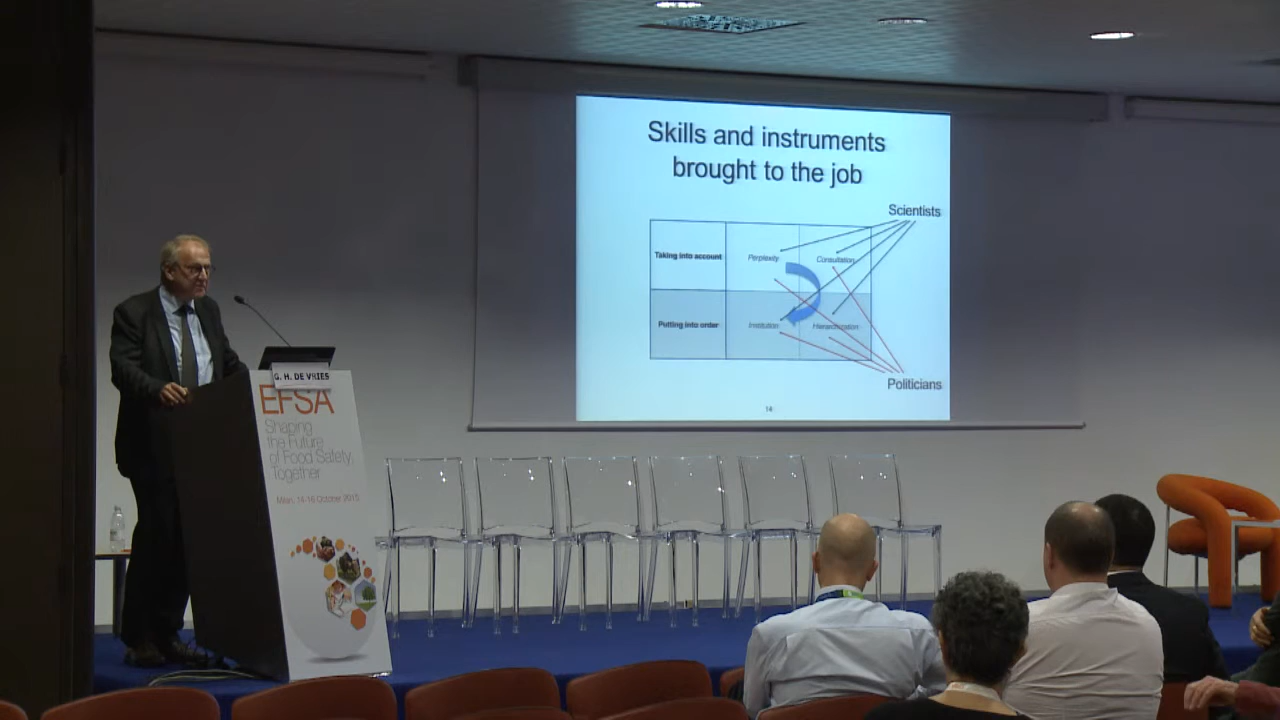 Skills and instruments
brought to the job
Scientists
Taking into account
Perplexity
Consultation
Putting into order
Institution
Hierarchization
Politicians
14
G. H. DE VRIES
EFSA
Shaping
the Future
of Food Safety,
Together
Milan, 14-16 October 2015